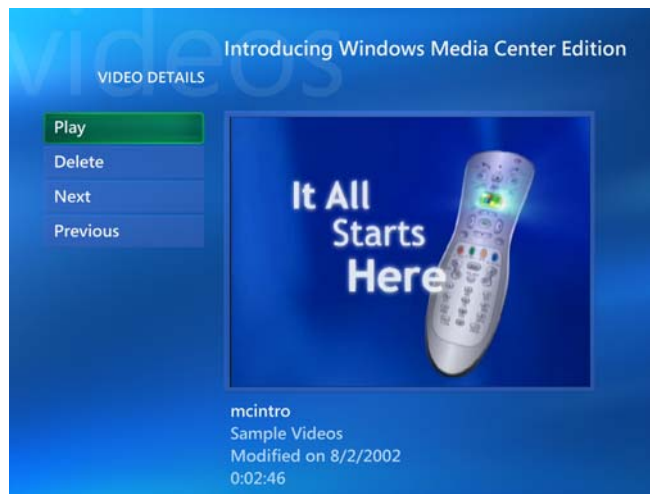 videos
Introducing Windows Media Center Edition
VIDEO DETAILS
Play
Delete
Next
Previous
It All
Starts
Here
mcintro
Sample Videos
Modified on 8/2/2002
0:02:46